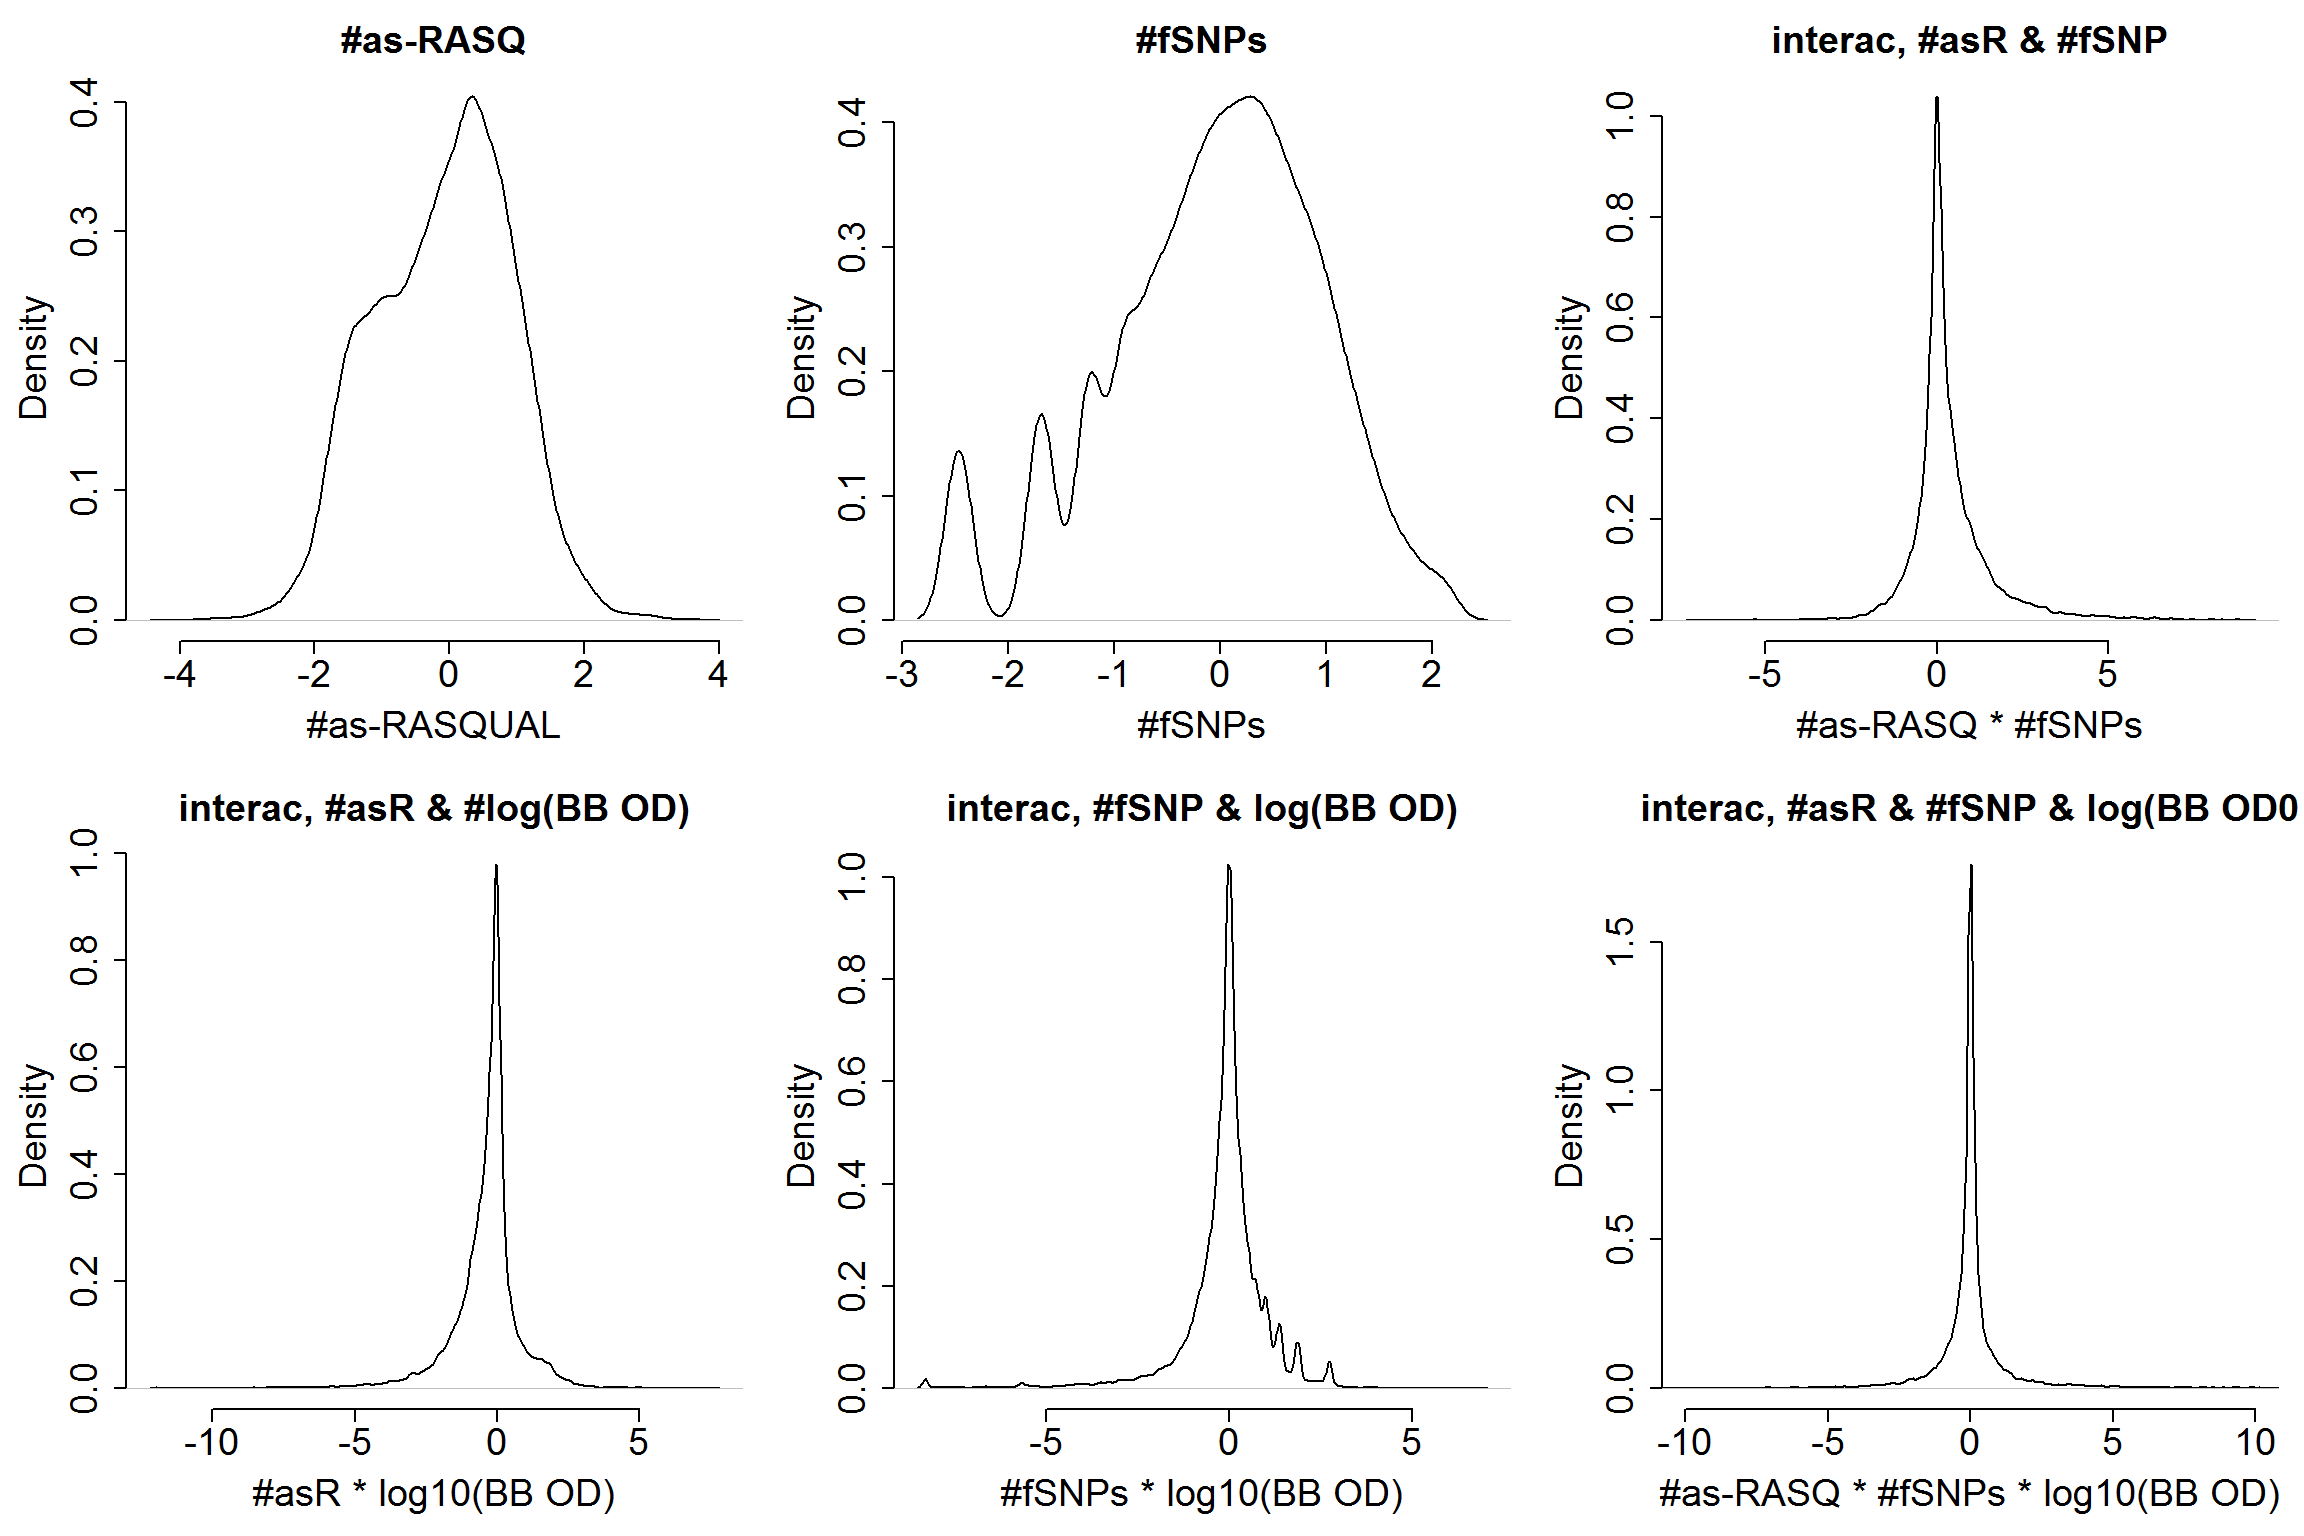 #as-RASQ
Density
0.0 0.1 0.2 0.3 0.4
-4 -2 0 2 4
#as-RASQUAL
#fSNPs
Density
0.0 0.1 0.2 0.3 0.4
-3 -2 -1 0 1 2
#fSNPs
interac, #asR & #fSNP
Density
0.0 0.2 0.4 0.6 0.8 1.0
-5 0 5
#as-RASQ * #fSNPs
interac, #asR & #log(BB OD)
Density
0.0 0.2 0.4 0.6 0.8 1.0
-10 -5 0 5
#asR * log10(BB OD)
interac, #fSNP & log(BB OD)
Density
0.0 0.2 0.4 0.6 0.8 1.0
-5 0 5
#fSNPs * log10(BB OD)
interac, #asR & #fSNP & log(BB OD0
Density
0.0 0.5 1.0 1.5
-10 -5 0 5 10
#as-RASQ * #fSNPs * log10(BB OD)